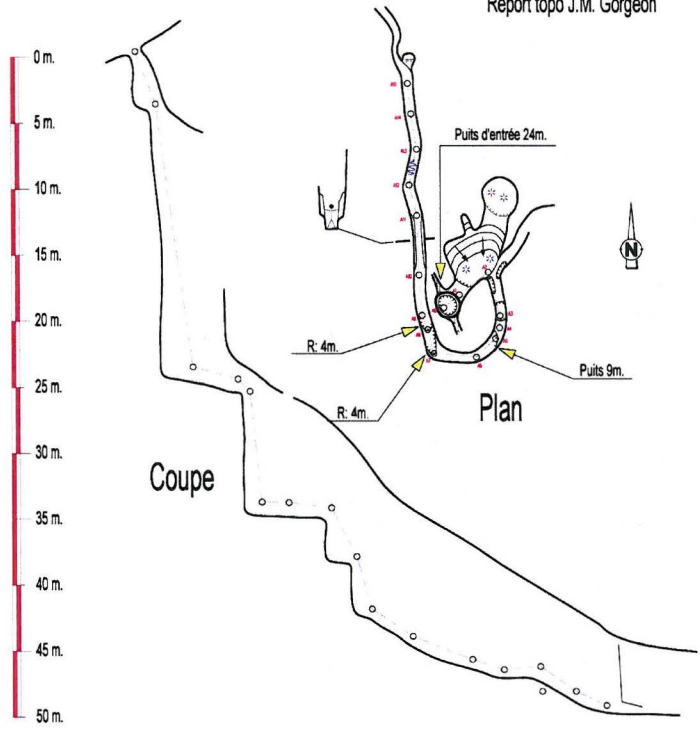 Report topo J.M. Gorgeon
0 m.
5 m.
10 m.
15 m.
20 m.
25 m.
30 m.
35 m.
40 m.
45 m.
50 m.
Puits d'entrée 24m.
N
R: 4m.
R: 4m.
Puits 9m.
Plan
Coupe